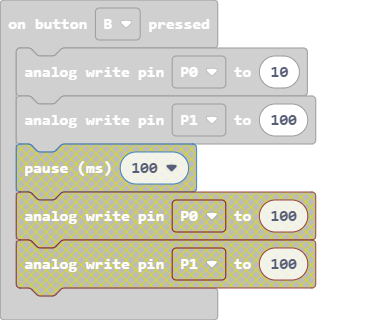 on button B pressed
analog write pin P0 to 10
analog write pin P1 to 100
pause (ms) 100
analog write pin P0 to 100
analog write pin P1 to 100